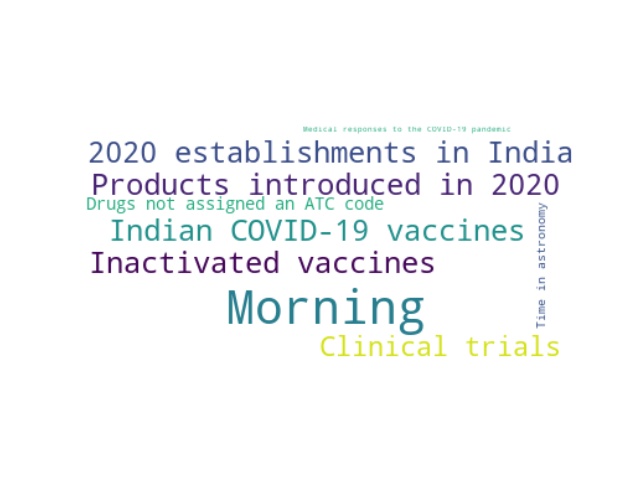 Medical responses to the COVID-19 pandemic
2020 establishments in India
Products introduced in 2020
Drugs not assigned an ATC code
Time in astronomy
Indian COVID-19 vaccines
Inactivated vaccines
Morning
Clinical trials